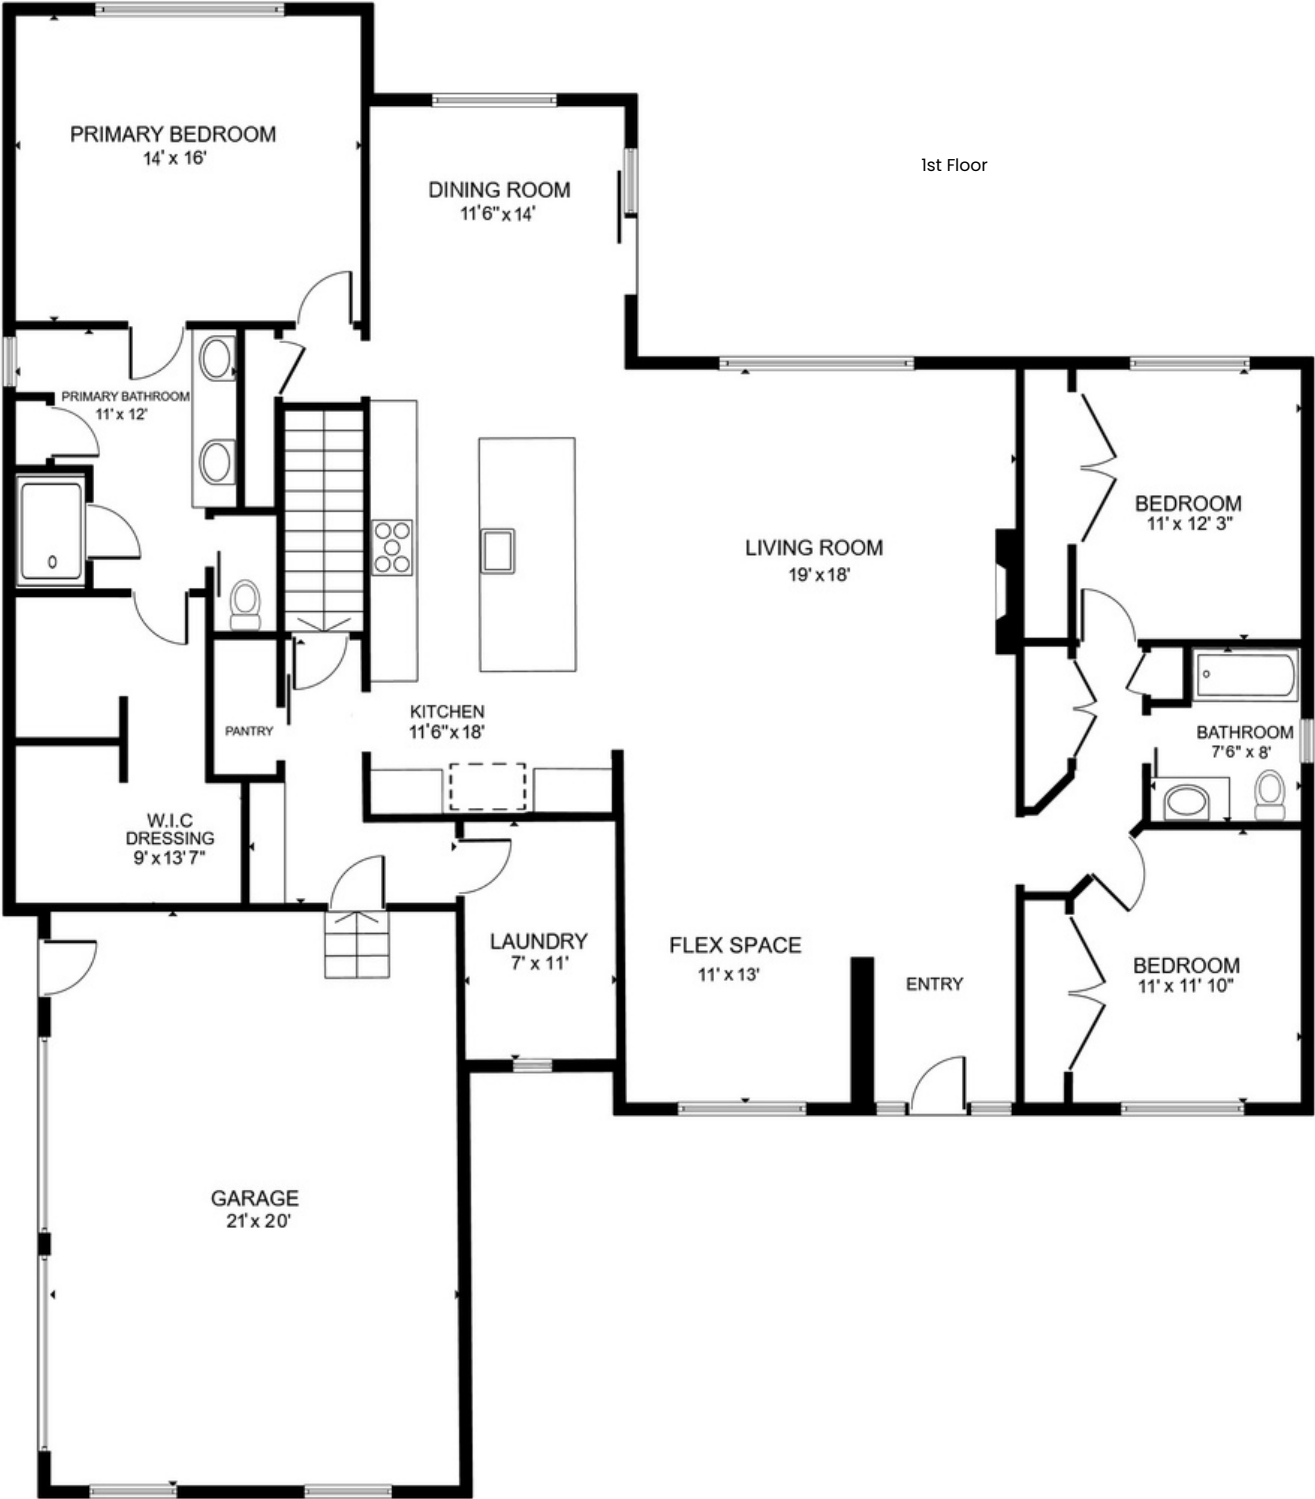 PRIMARY BEDROOM
14' x 16'
DINING ROOM
11'6" x 14'
1st Floor
PRIMARY BATHROOM
11' x 12'
BEDROOM
11' x 12' 3"
LIVING ROOM
19' x 18'
KITCHEN
11'6" x 18'
PANTRY
BATHROOM
7'6" x 8'
W.I.C
DRESSING
9' x 13'7"
LAUNDRY
7' x 11'
FLEX SPACE
11' x 13'
ENTRY
BEDROOM
11' x 11' 10"
GARAGE
21' x 20'